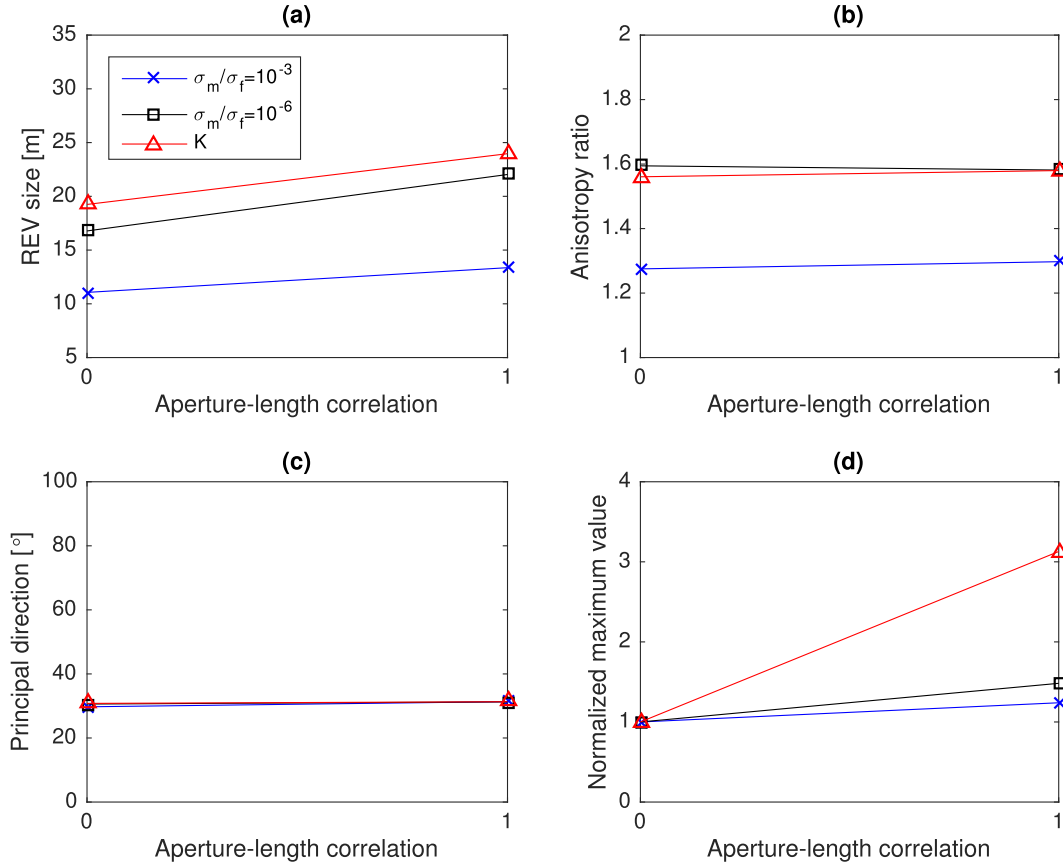 (a)
35
30
25
20
15
10
5
REV size [m]
σm/σf=10-3
σm/σf=10-6
K
0
1
Aperture-length correlation
(b)
2
1.8
1.6
1.4
1.2
1
Anisotropy ratio
0
1
Aperture-length correlation
(c)
100
80
60
40
20
0
Principal direction [°]
0
1
Aperture-length correlation
(d)
4
3
2
1
0
Normalized maximum value
0
1
Aperture-length correlation